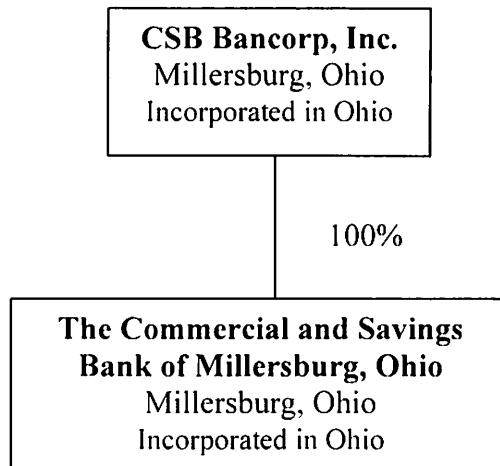 CSB Bancorp, Inc.
Millersburg, Ohio
Incorporated in Ohio
100%
The Commercial and Savings
Bank of Millersburg, Ohio
Millersburg, Ohio
Incorporated in Ohio